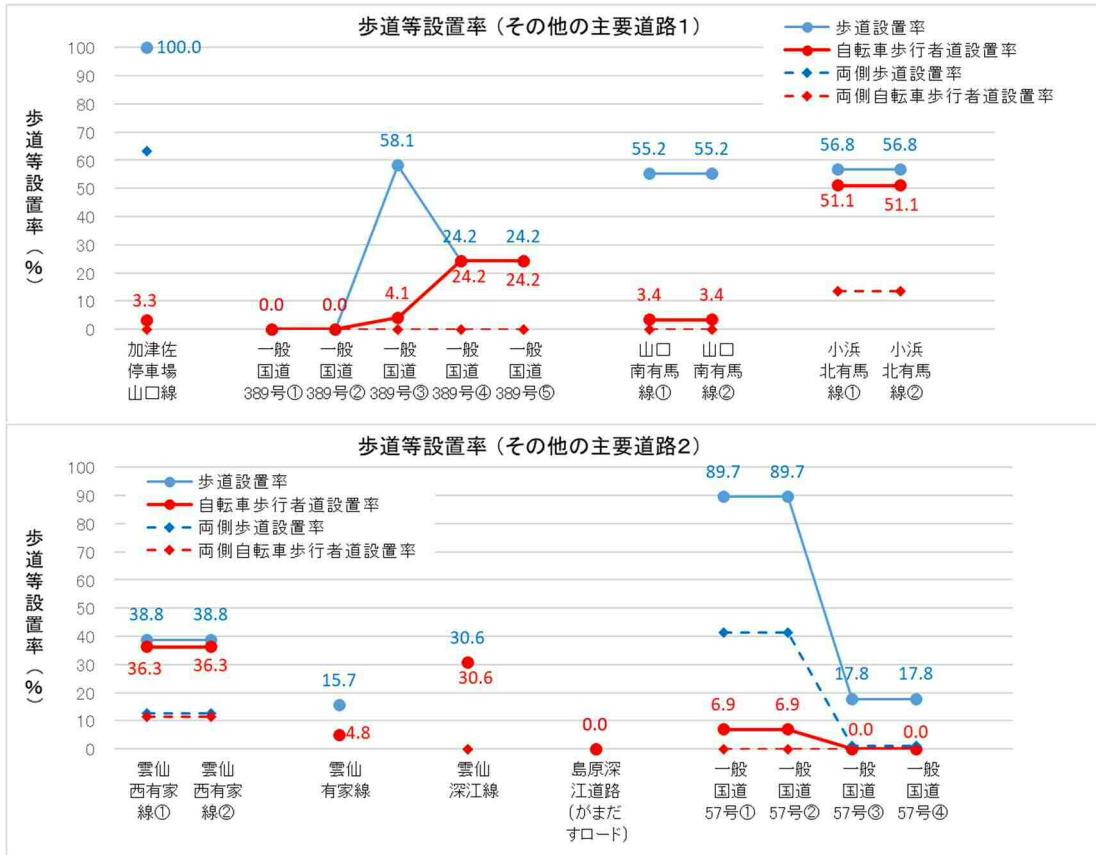 歩道等設置率（その他の主要道路１）
歩道設置率
自転車歩行者道設置率
両側歩道設置率
両側自転車歩行者道設置率
歩道等設置率（%）
100
90
80
70
60
50
40
30
20
10
0
100.0
3.3
0.0
0.0
58.1
4.1
24.2
24.2
24.2
24.2
55.2
55.2
3.4
3.4
56.8
56.8
51.1
51.1
加津佐
停車場
山口線
一般
国道
389号①
一般
国道
389号②
一般
国道
389号③
一般
国道
389号④
一般
国道
389号⑤
山口
南有馬
線①
山口
南有馬
線②
小浜
北有馬
線①
小浜
北有馬
線②
歩道等設置率（その他の主要道路２）
歩道設置率
自転車歩行者道設置率
両側歩道設置率
両側自転車歩行者道設置率
歩道等設置率（%）
100
90
80
70
60
50
40
30
20
10
0
38.8
38.8
36.3
36.3
15.7
4.8
30.6
30.6
0.0
89.7
89.7
6.9
6.9
17.8
17.8
0.0
0.0
雲仙
西有家
線①
雲仙
西有家
線②
雲仙
有家線
雲仙
深江線
島原深
江道路
(がまだ
すロード)
一般
国道
57号①
一般
国道
57号②
一般
国道
57号③
一般
国道
57号④